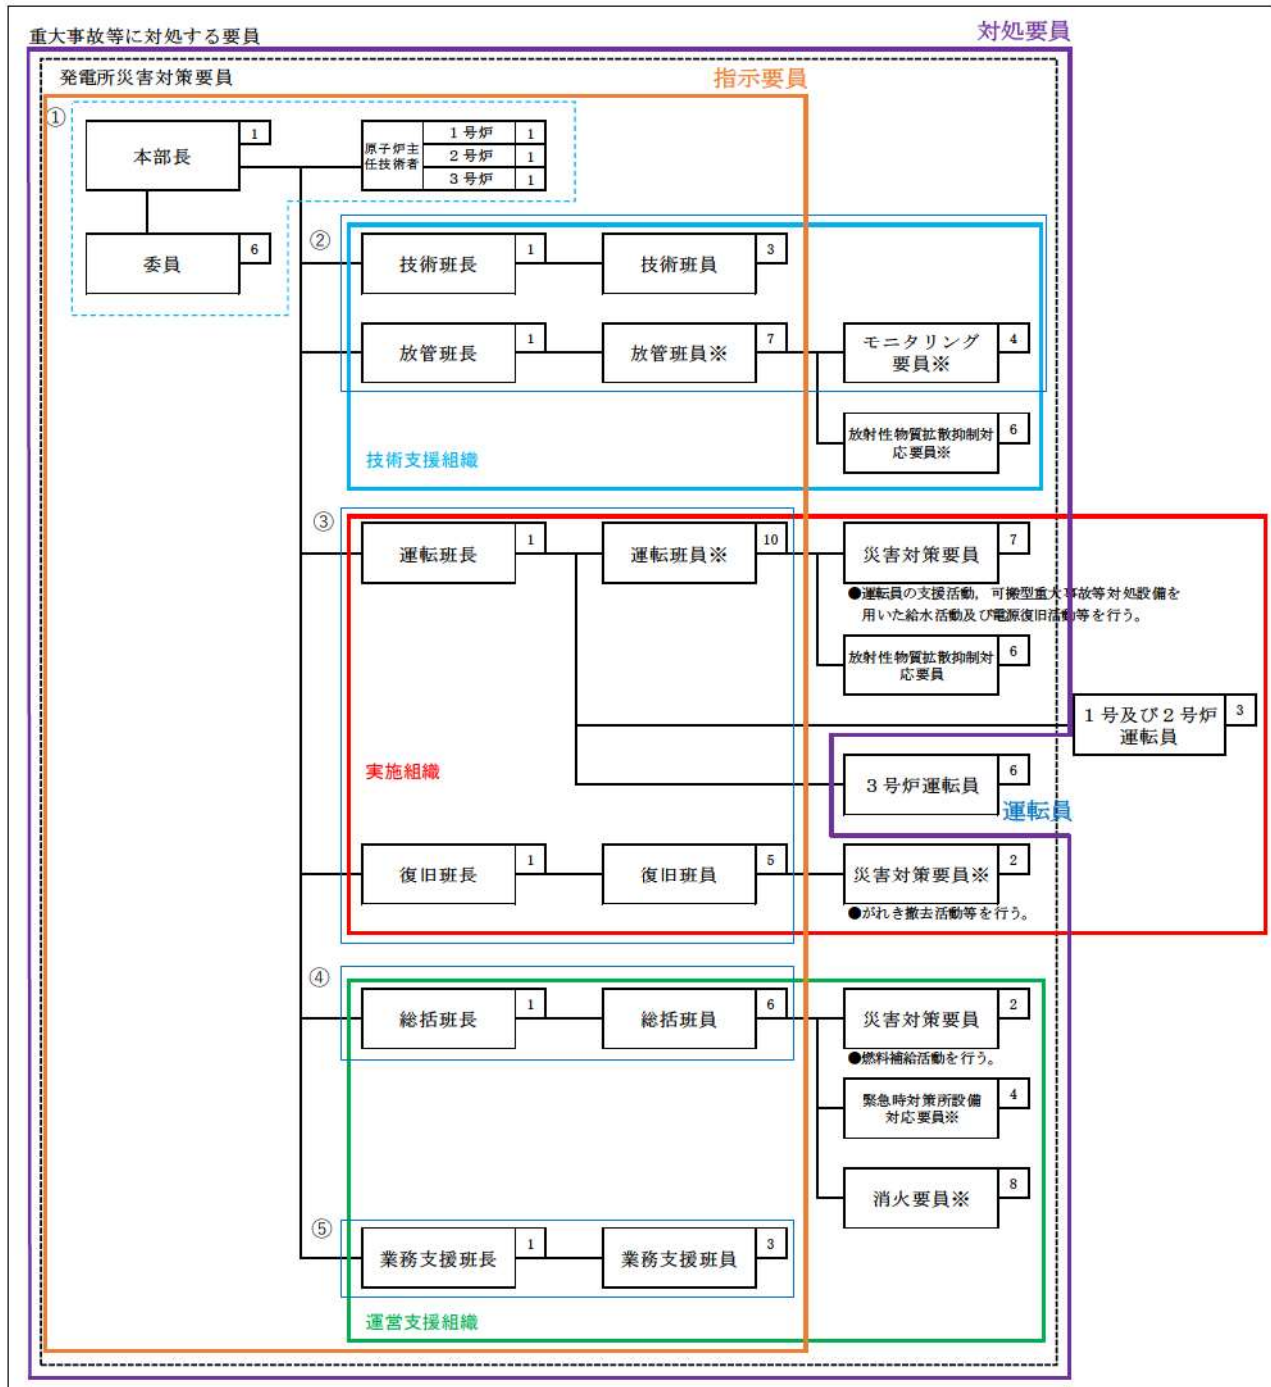 重大事故等に対処する要員
対処要員
発電所災害対策要員
指示要員
①
本部長
1
原子炉主
任技術者
1号炉
1
2号炉
1
3号炉
1
委員
6
②
技術班長
1
技術班員
3
放管班長
1
放管班員※
7
モニタリング
要員※
4
放射性物質拡散抑制対
応要員※
6
技術支援組織
③
運転班長
1
運転班員※
10
災害対策要員
7
●運転員の支援活動，可搬型重大事故等対処設備を
用いた給水活動及び電源復旧活動等を行う。
放射性物質拡散抑制対
応要員
6
1号及び2号炉
運転員
3
実施組織
3号炉運転員
6
運転員
復旧班長
1
復旧班員
5
災害対策要員※
2
●がれき撤去活動等を行う。
④
総括班長
1
総括班員
6
災害対策要員
2
●燃料補給活動を行う。
緊急時対策所設備
対応要員※
4
消火要員※
8
⑤
業務支援班長
1
業務支援班員
3
運営支援組織